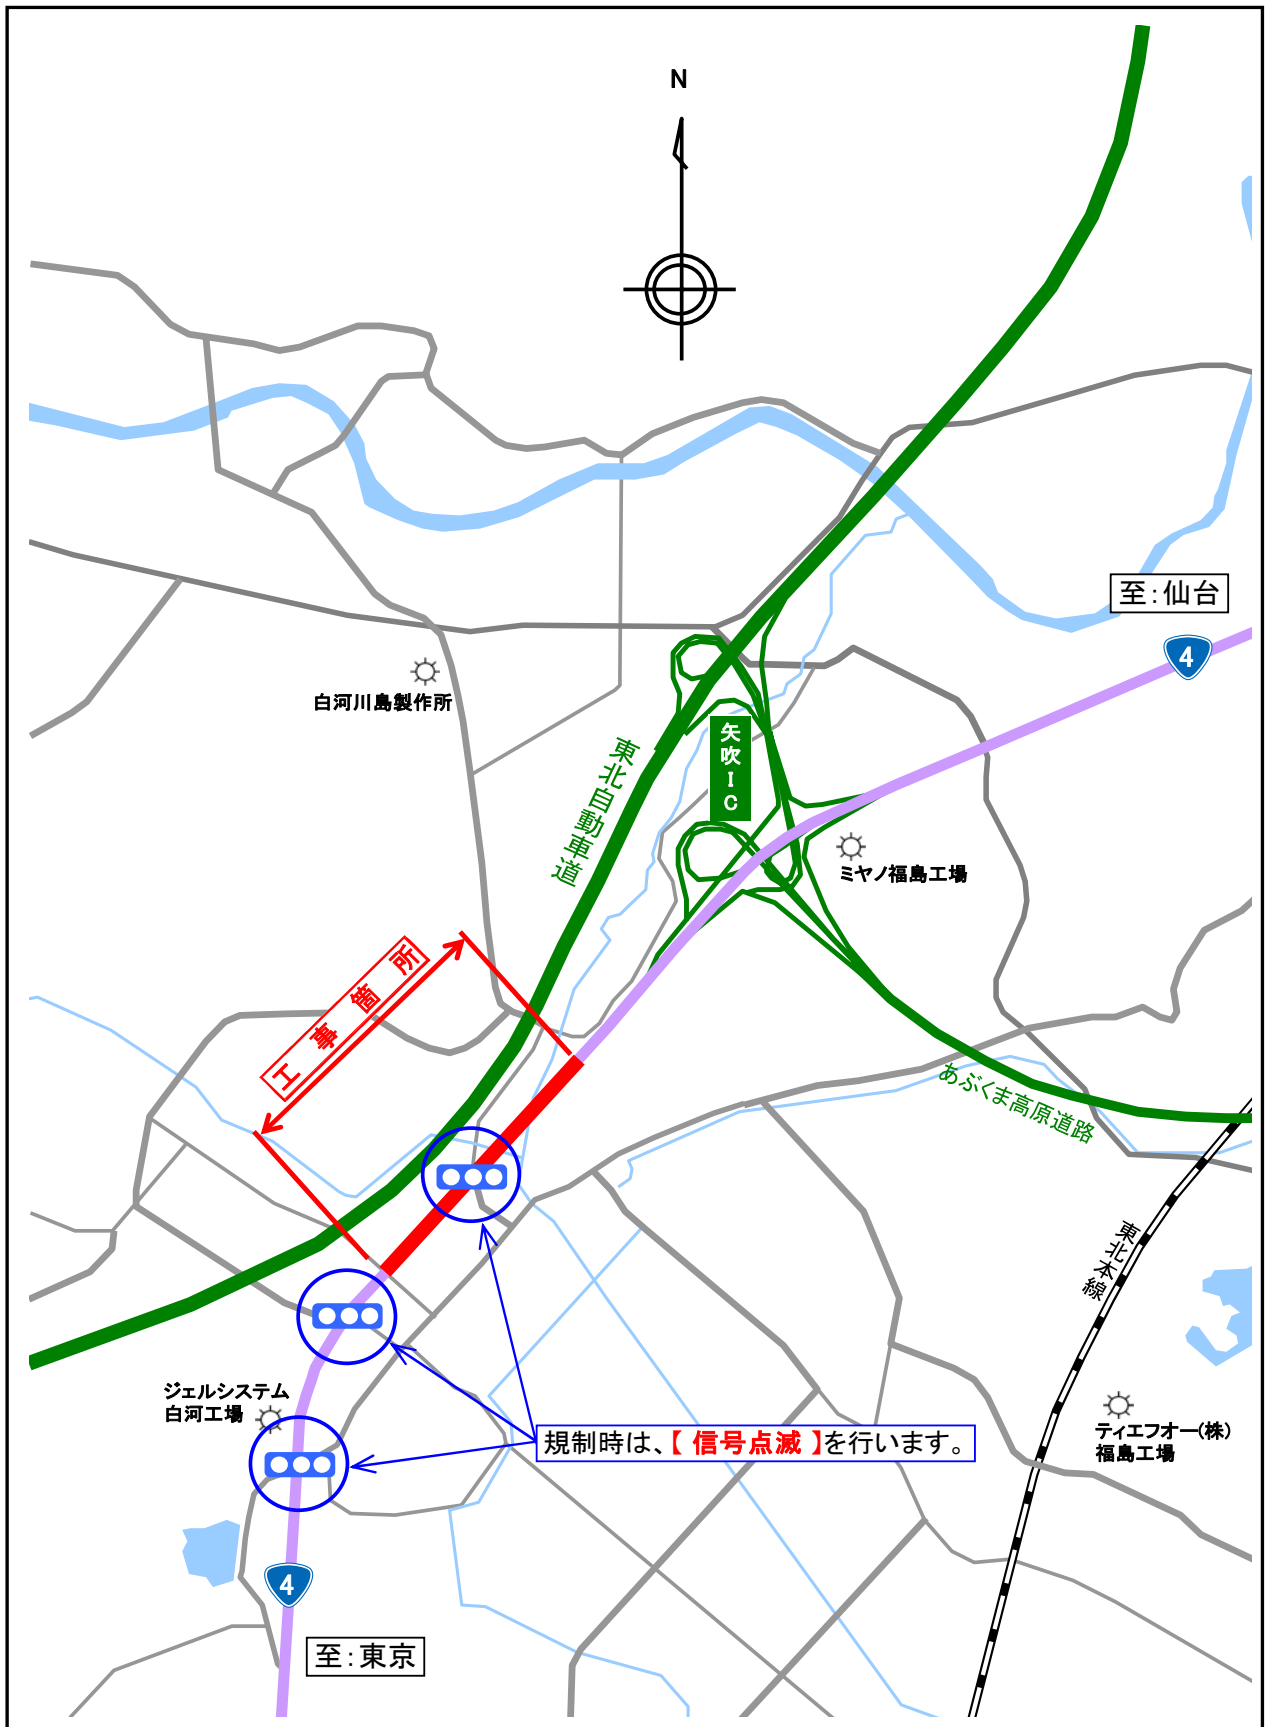 N
至：仙台
4
白河川島製作所
矢吹IC
東北自動車道
ミヤノ福島工場
工事箇所
あぶくま高原道路
東北本線
ジェルシステム
白河工場
ティエフオー(株)
福島工場
規制時は、【 信号点滅 】を行います。
4
至：東京